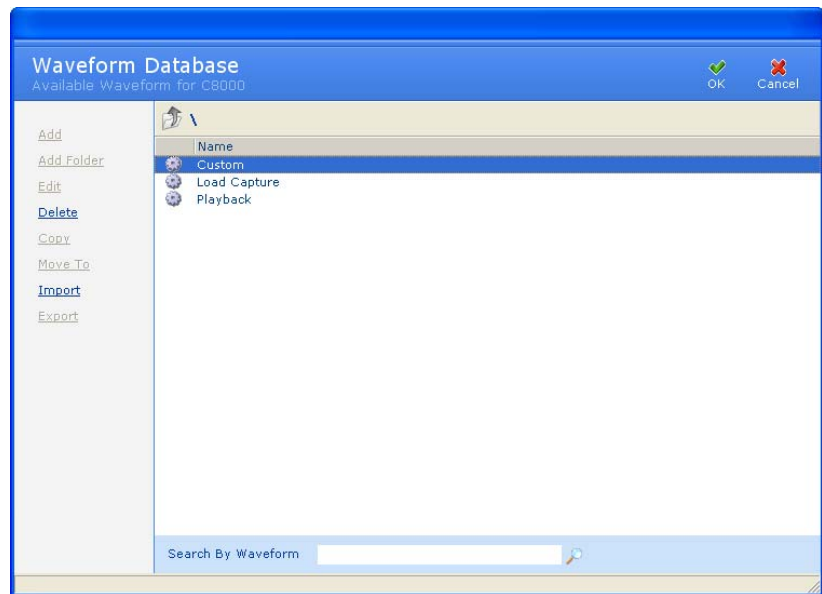 Waveform Database
Available Waveform for C8000
OK
Cancel
Add
Add Folder
Edit
Delete
Copy
Move To
Import
Export
\
Name
Custom
Load Capture
Playback
Search By Waveform